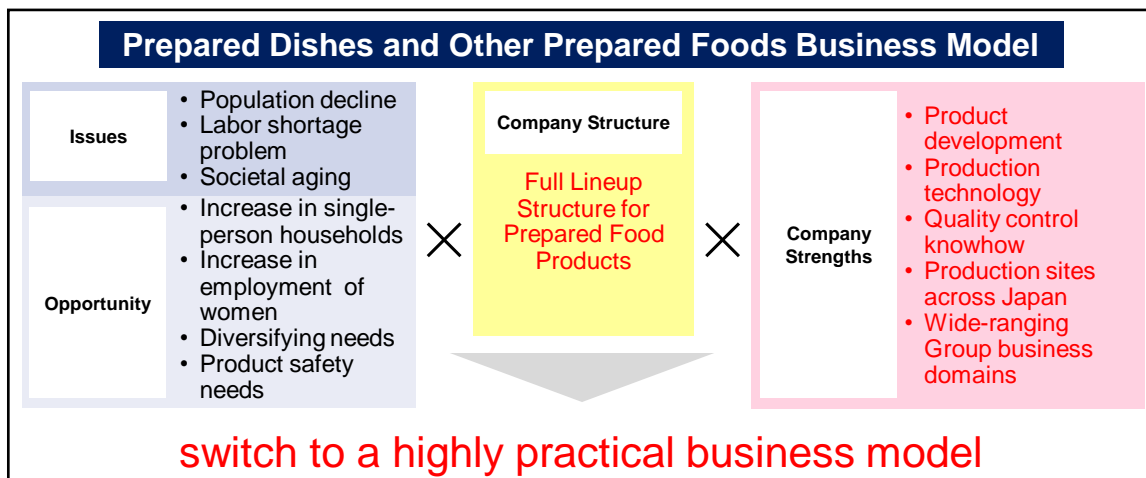 Prepared Dishes and Other Prepared Foods Business Model
Issues
• Population decline
• Labor shortage
problem
• Societal aging
Opportunity
• Increase in single-
person households
• Increase in
employment of
women
• Diversifying needs
• Product safety
needs
×
Company Structure
Full Lineup
Structure for
Prepared Food
Products
×
Company
Strengths
• Product
development
• Production
technology
• Quality control
knowhow
• Production sites
across Japan
• Wide-ranging
Group business
domains
switch to a highly practical business model